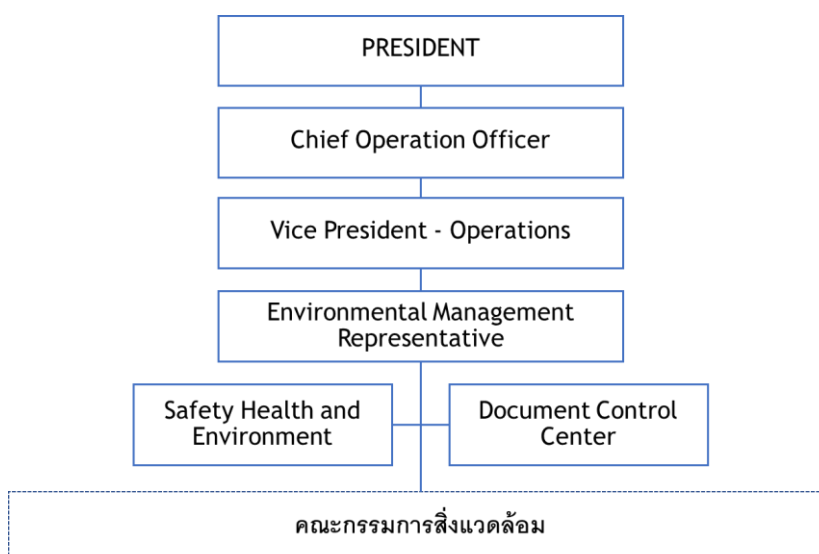 PRESIDENT
Chief Operation Officer
Vice President - Operations
Environmental Management
Representative
Safety Health and
Environment
Document Control
Center
คณะกรรมการสิ่งแวดล้อม